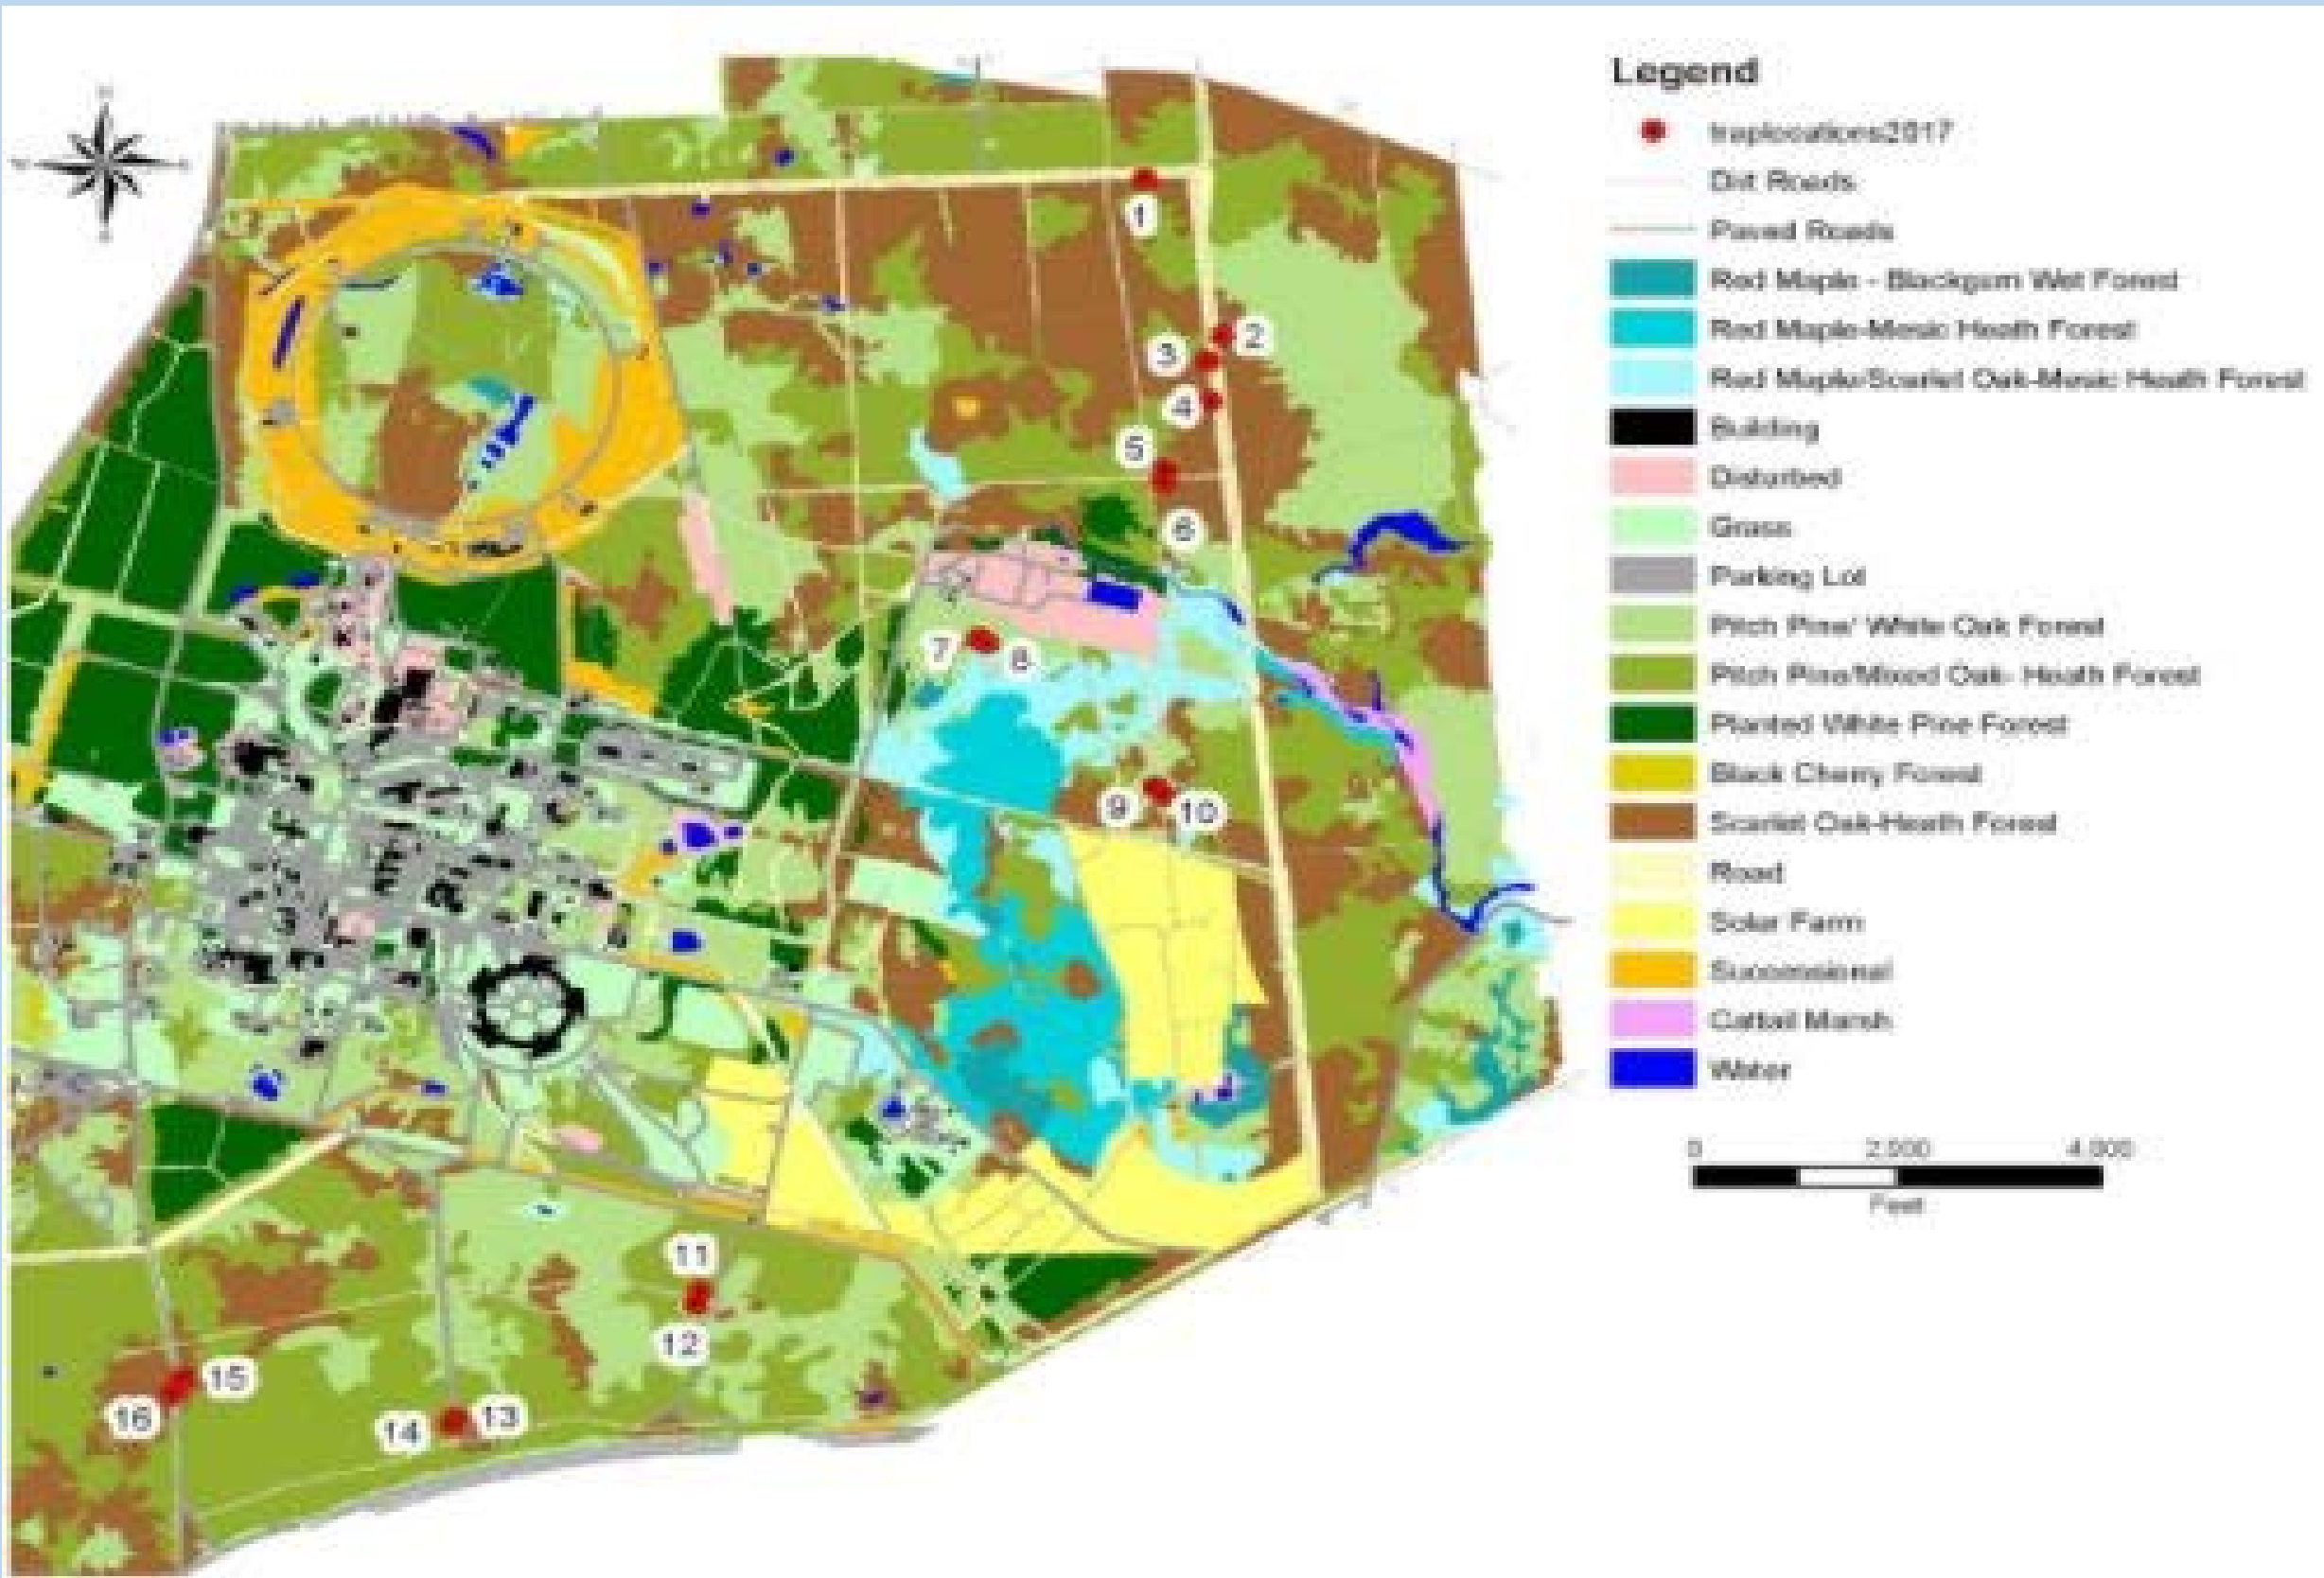 Legend
traplocations2017
Dirt Roads
Paved Roads
Red Maple - Blackgum Wet Forest
Red Maple-Mesic Heath Forest
Red Maple/Scarlet Oak-Mesic Heath Forest
Building
Disturbed
Grass
Parking Lot
Pitch Pine/ White Oak Forest
Pitch Pine/Mixed Oak- Heath Forest
Planted White Pine Forest
Black Cherry Forest
Scarlet Oak-Heath Forest
Road
Solar Farm
Successional
Cattail Marsh
Water
0 2,000 4,000
Feet
1
2
3
4
5
6
7
8
9
10
11
12
13
14
15
16